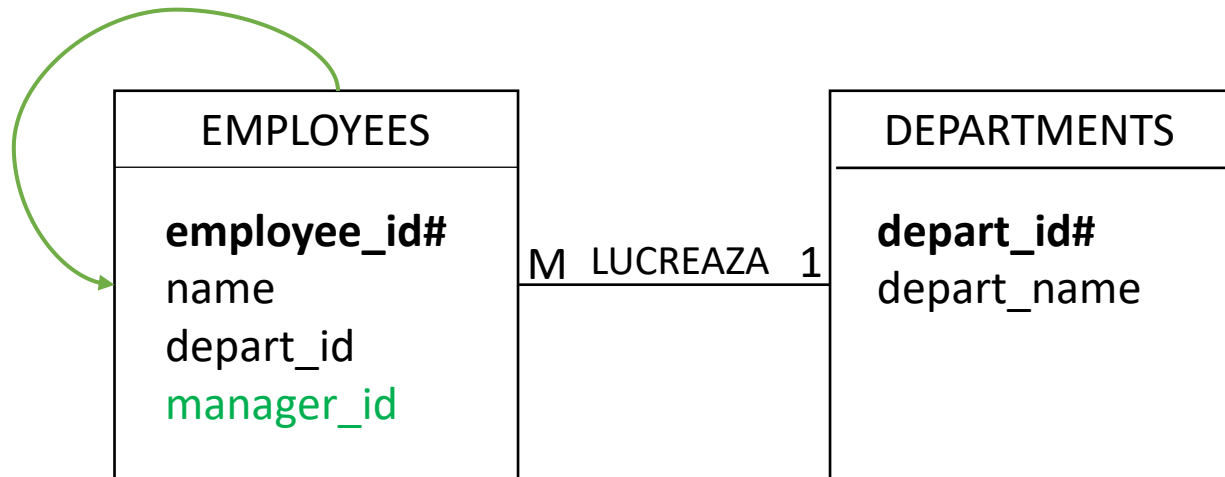 EMPLOYEES
employee_id#
name
depart_id
manager_id
M LUCREAZA 1
DEPARTMENTS
depart_id#
depart_name